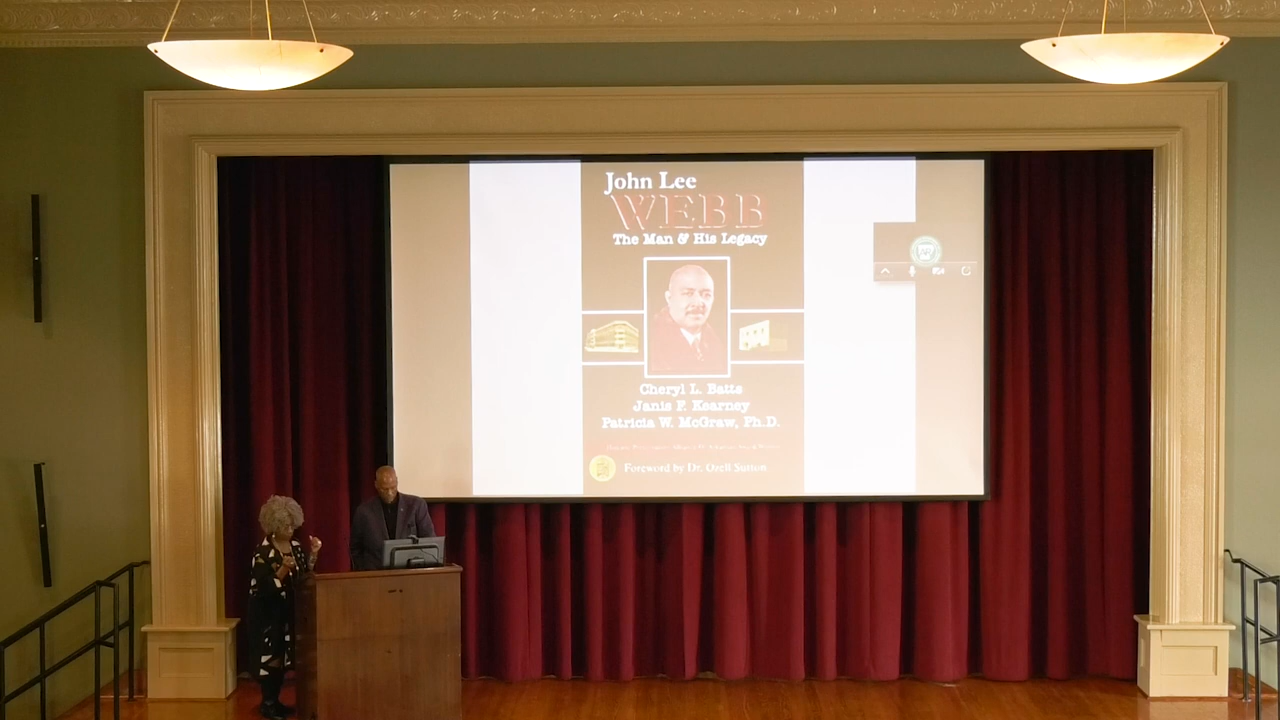 John Lee
WEBB
The Man & His Legacy
Cheryl L. Batts
Janis F. Kearney
Patricia W. McGraw, Ph.D.
Foreword by Dr. Ozell Sutton